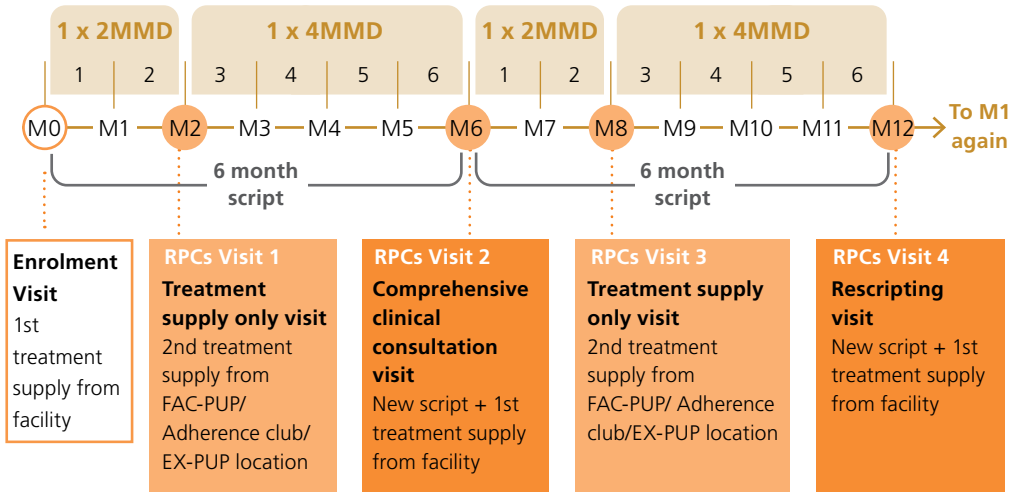 1 x 2MMD
1 x 4MMD
1 x 2MMD
1 x 4MMD
1 2 3 4 5 6 1 2 3 4 5 6
M0 M1 M2 M3 M4 M5 M6 M7 M8 M9 M10 M11 M12
To M1
again
6 month
script
6 month
script
Enrolment
Visit
1st
treatment
supply from
facility
RPCs Visit 1
Treatment
supply only visit
2nd treatment
supply from
FAC-PUP/
Adherence club/
EX-PUP location
RPCs Visit 2
Comprehensive
clinical
consultation
visit
New script + 1st
treatment supply
from facility
RPCs Visit 3
Treatment supply
only visit
2nd treatment
supply from
FAC-PUP/ Adherence
club/EX-PUP location
RPCs Visit 4
Rescripting
visit
New script + 1st
treatment supply
from facility